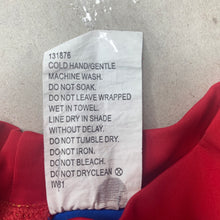 131876
COLD HAND/GENTLE
MACHINE WASH.
DO NOT SOAK.
DO NOT LEAVE WRAPPED
WET IN TOWEL.
LINE DRY IN SHADE
WITHOUT DELAY.
DO NOT TUMBLE DRY.
DO NOT IRON.
DO NOT BLEACH.
DO NOT DRYCLEAN ⓧ
W61